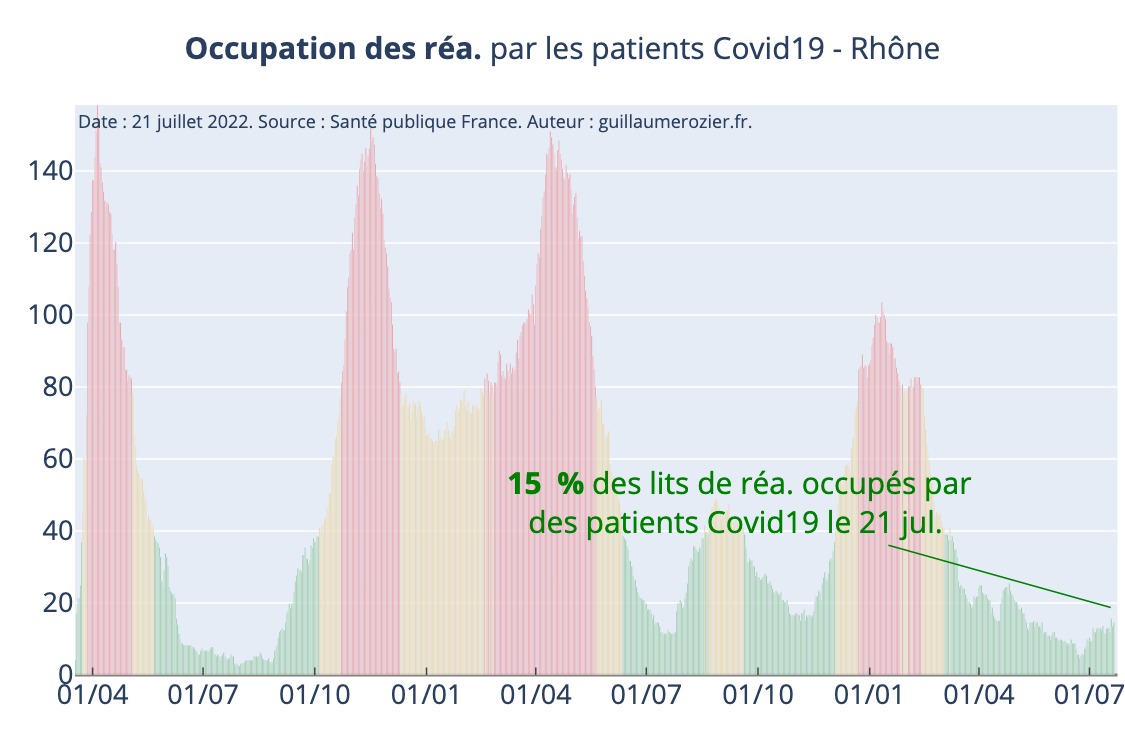 Occupation des réa. par les patients Covid19 - Rhône
Date : 21 juillet 2022. Source : Santé publique France. Auteur : guillaumerozier.fr.
140
120
100
80
60
15 % des lits de réa. occupés par
des patients Covid19 le 21 jul.
40
20
0
01/04 01/07 01/10 01/01 01/04 01/07 01/10 01/01 01/04 01/07